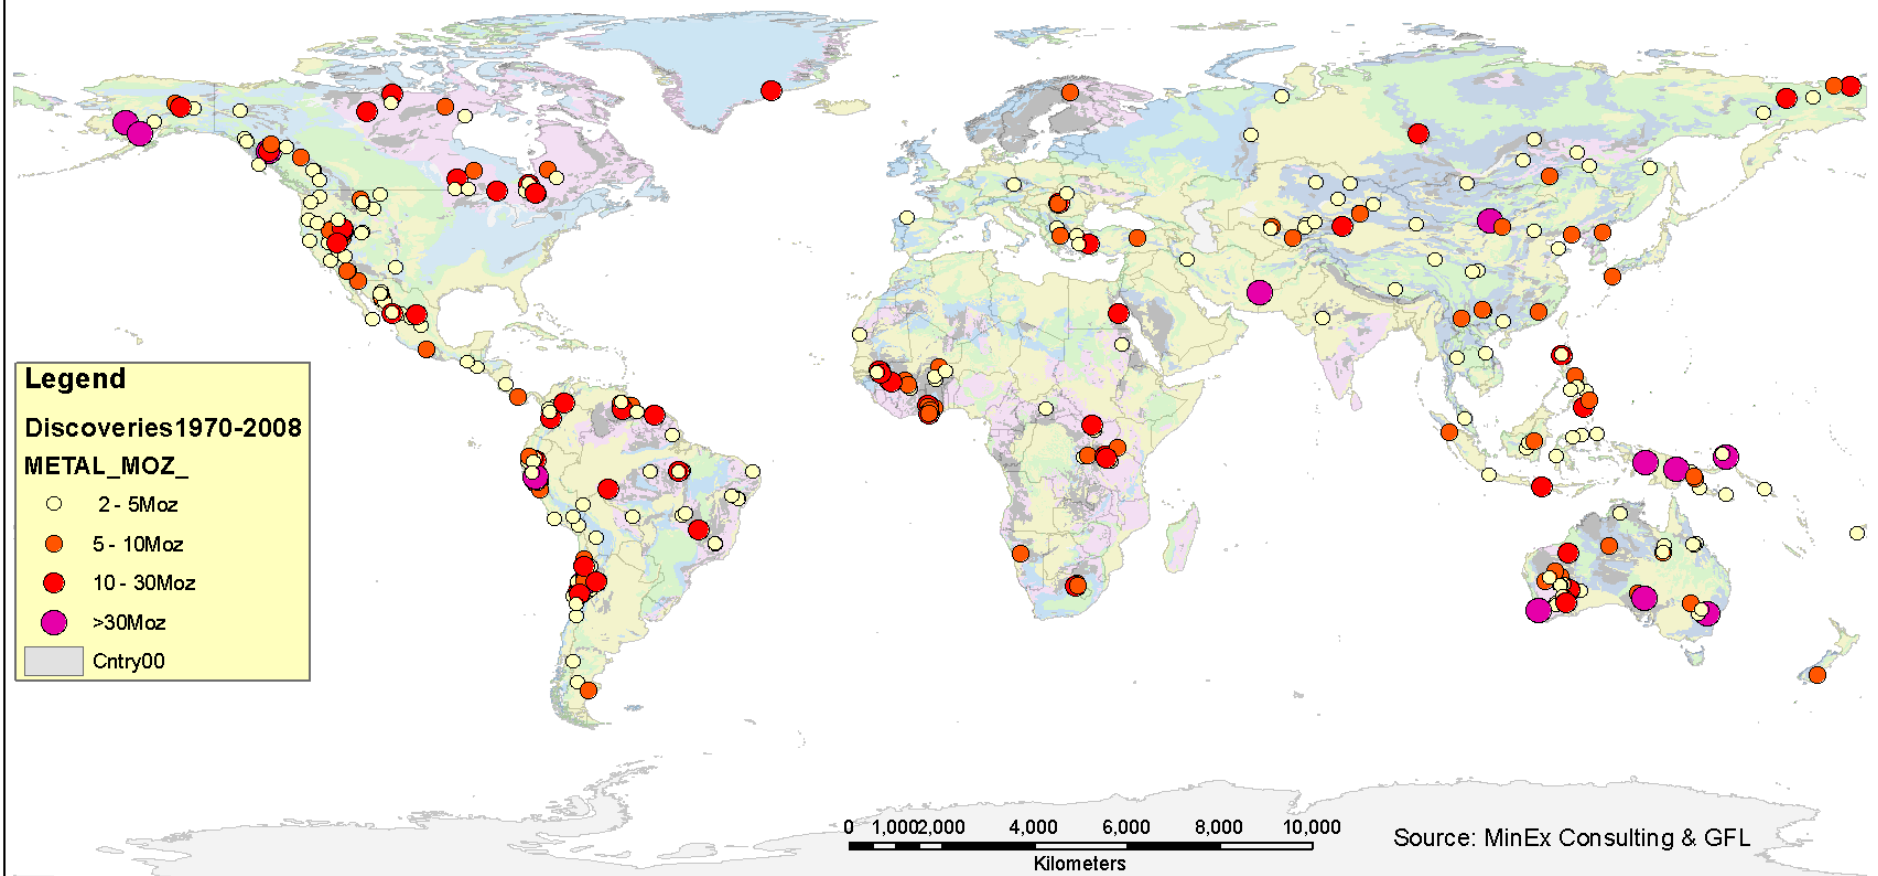 Legend
Discoveries1970-2008
METAL_MOZ_
2 - 5Moz
5 - 10Moz
10 - 30Moz
>30Moz
Cntry00
0 1,0002,000 4,000 6,000 8,000 10,000
Kilometers
Source: MinEx Consulting & GFL